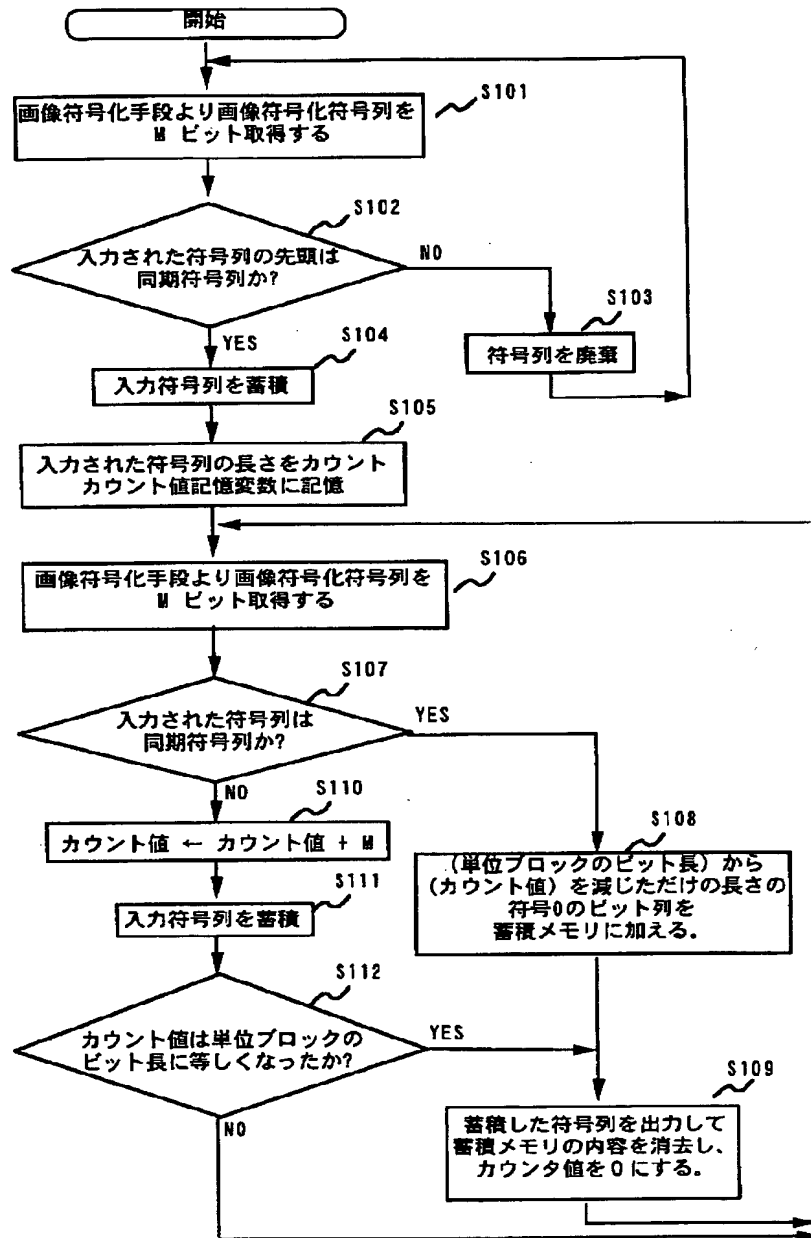 開始
S101
画像符号化手段より画像符号化符号列を
M ビット取得する
S102
入力された符号列の先頭は
同期符号列か?
NO
S103
符号列を廃棄
YES
S104
入力符号列を蓄積
S105
入力された符号列の長さをカウント
カウント値記憶変数に記憶
S106
画像符号化手段より画像符号化符号列を
M ビット取得する
S107
入力された符号列は
同期符号列か?
YES
NO
S110
カウント値 ← カウント値 + M
S108
(単位ブロックのビット長)から
(カウント値)を減じただけの長さの
符号0のビット列を
蓄積メモリに加える。
S111
入力符号列を蓄積
S112
カウント値は単位ブロックの
ビット長に等しくなったか?
YES
NO
S109
蓄積した符号列を出力して
蓄積メモリの内容を消去し、
カウンタ値を0にする。